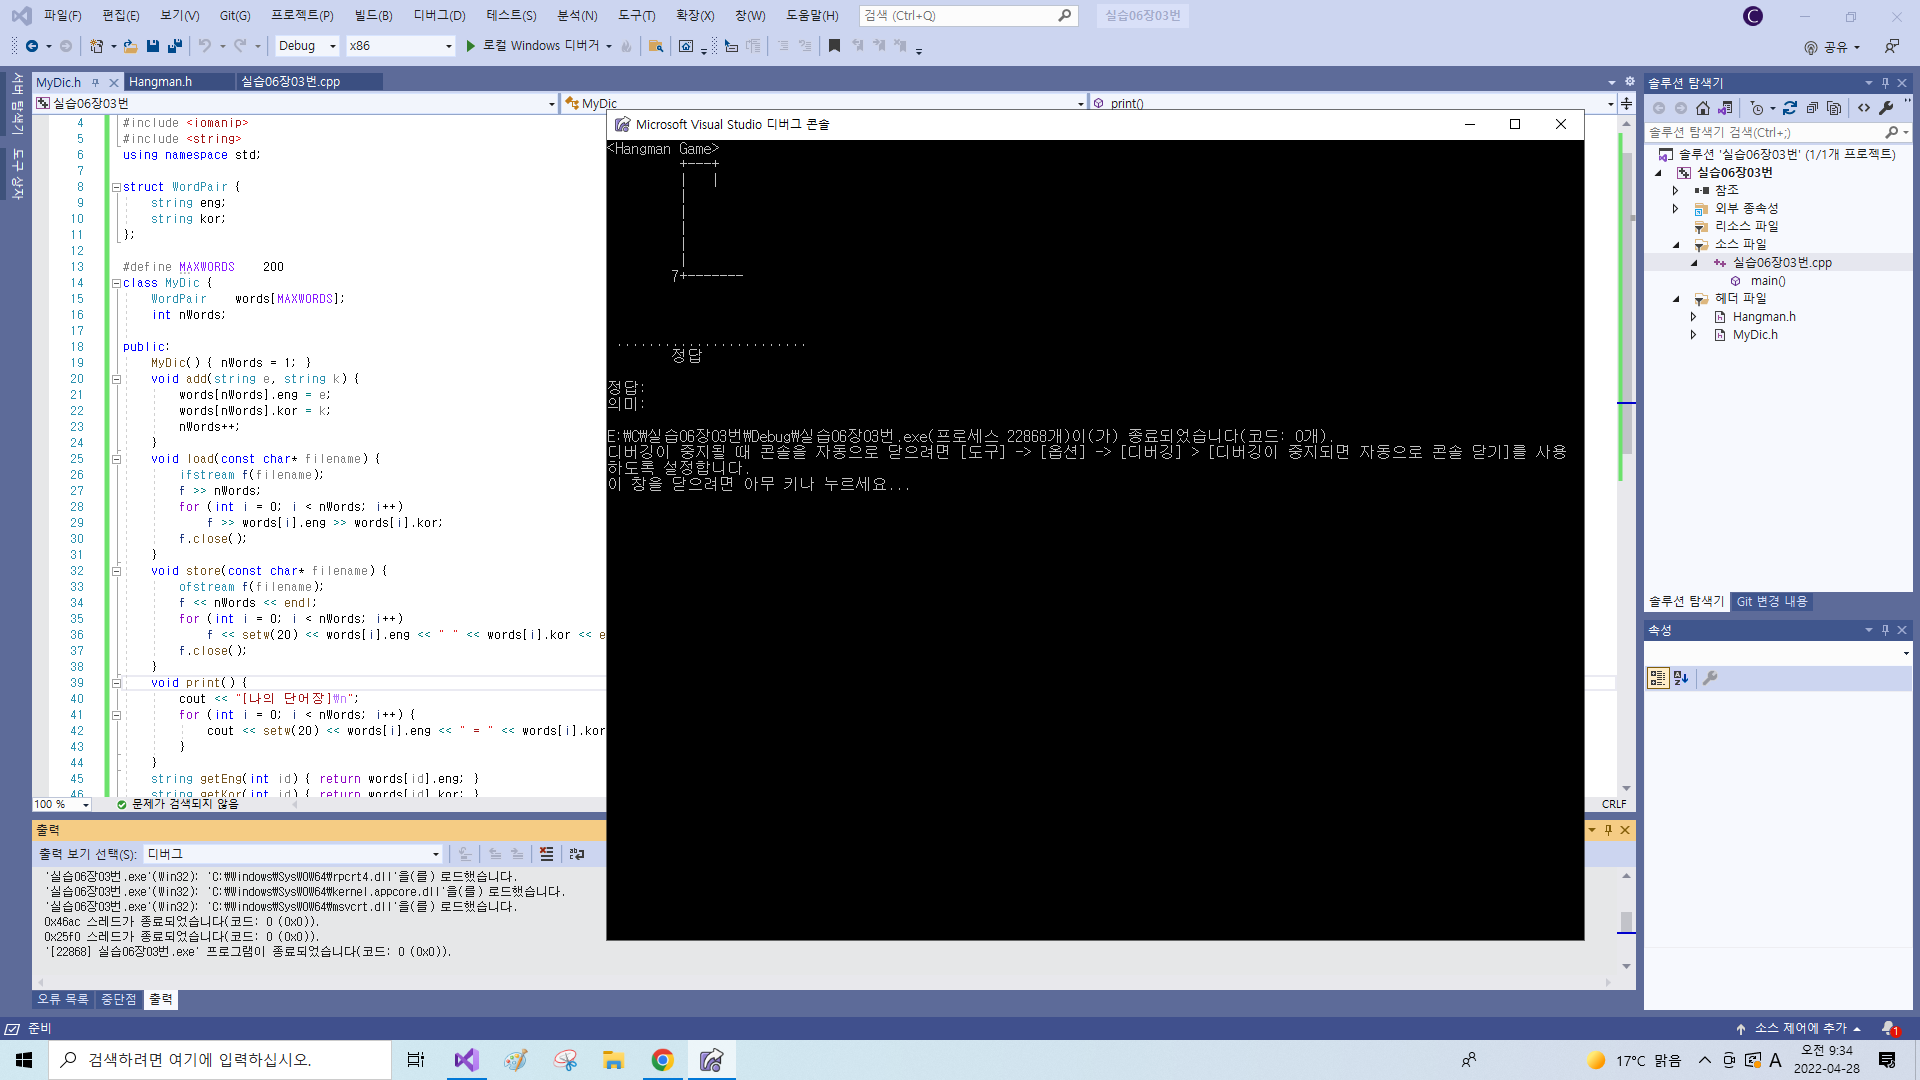 파일(F) 편집(E) 보기(V) Git(G) 프로젝트(P) 빌드(B) 디버그(D) 테스트(S) 분석(N) 도구(T) 확장(X) 창(W) 도움말(H) 검색 (Ctrl+Q) 실습06장03번 C
Debug x86 로컬 Windows 디버거 공유
서버 탐색기
도구 상자
MyDic.h Hangman.h 실습06장03번.cpp
실습06장03번 MyDic print()
4 #include <iomanip>
5 #include <string>
6 using namespace std;
7
8 struct WordPair {
9 string eng;
10 string kor;
11 };
12
13 #define MAXWORDS 200
14 class MyDic {
15 WordPair words[MAXWORDS];
16 int nWords;
17
18 public:
19 MyDic() { nWords = 1; }
20 void add(string e, string k) {
21 words[nWords].eng = e;
22 words[nWords].kor = k;
23 nWords++;
24 }
25 void load(const char* filename) {
26 ifstream f(filename);
27 f >> nWords;
28 for (int i = 0; i < nWords; i++)
29 f >> words[i].eng >> words[i].kor;
30 f.close();
31 }
32 void store(const char* filename) {
33 ofstream f(filename);
34 f << nWords << endl;
35 for (int i = 0; i < nWords; i++)
36 f << setw(20) << words[i].eng << " " << words[i].kor << e
37 f.close();
38 }
39 void print() {
40 cout << "[나의 단어장]\n";
41 for (int i = 0; i < nWords; i++) {
42 cout << setw(20) << words[i].eng << " = " << words[i].kor
43 }
44 }
45 string getEng(int id) { return words[id].eng; }
46 string getKor(int id) { return words[id].kor; }
100 % 문제가 검색되지 않음 CRLF
Microsoft Visual Studio 디버그 콘솔
<Hangman Game>
+---+
|   |
|
|
|
|
|
7+-------
........................
정답
정답:
의미:
E:\C\실습06장03번\Debug\실습06장03번.exe(프로세스 22868개)이(가) 종료되었습니다(코드: 0개).
디버깅이 중지될 때 콘솔을 자동으로 닫으려면 [도구] -> [옵션] -> [디버깅] > [디버깅이 중지되면 자동으로 콘솔 닫기]를 사용
하도록 설정합니다.
이 창을 닫으려면 아무 키나 누르세요...
솔루션 탐색기
솔루션 탐색기 검색(Ctrl+;)
솔루션 '실습06장03번' (1/1개 프로젝트)
실습06장03번
참조
외부 종속성
리소스 파일
소스 파일
실습06장03번.cpp
main()
헤더 파일
Hangman.h
MyDic.h
솔루션 탐색기 Git 변경 내용
속성
출력
출력 보기 선택(S): 디버그
'실습06장03번.exe'(Win32): 'C:\Windows\SysWOW64\rpcrt4.dll'을(를) 로드했습니다.
'실습06장03번.exe'(Win32): 'C:\Windows\SysWOW64\kernel.appcore.dll'을(를) 로드했습니다.
'실습06장03번.exe'(Win32): 'C:\Windows\SysWOW64\msvcrt.dll'을(를) 로드했습니다.
0x46ac 스레드가 종료되었습니다(코드: 0 (0x0)).
0x25f0 스레드가 종료되었습니다(코드: 0 (0x0)).
'[22868] 실습06장03번.exe' 프로그램이 종료되었습니다(코드: 0 (0x0)).
오류 목록 중단점 출력
준비 소스 제어에 추가 1
검색하려면 여기에 입력하십시오. 17°C 맑음 A 오전 9:34
2022-04-28